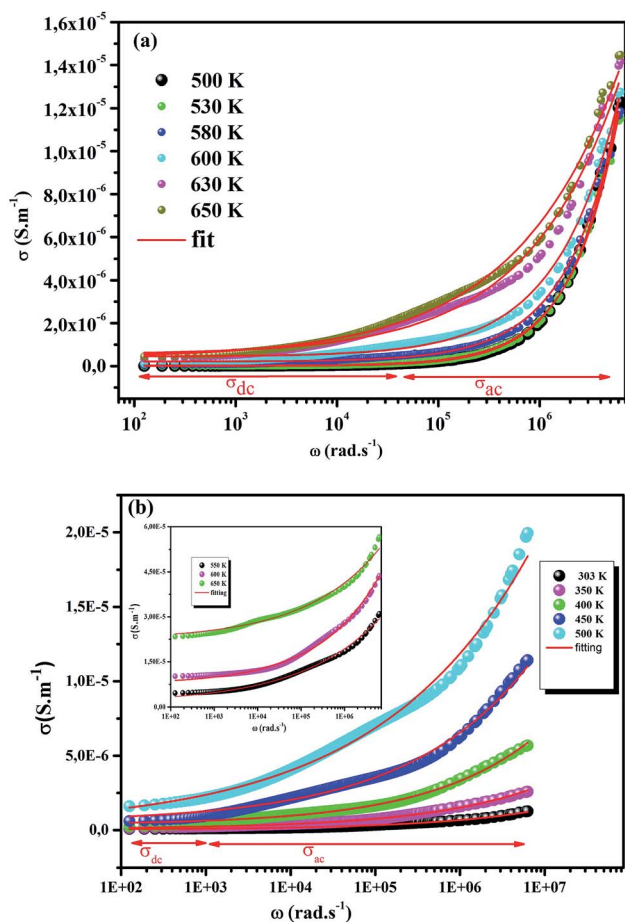 (a)
1,6x10-5
1,4x10-5
1,2x10-5
1,0x10-5
8,0x10-6
6,0x10-6
4,0x10-6
2,0x10-6
0,0
σ (S.m-1)
500 K
530 K
580 K
600 K
630 K
650 K
fit
σdc
σac
10² 10³ 10⁴ 10⁵ 10⁶
ω (rad.s-1)
(b)
2,0E-5
1,5E-5
1,0E-5
5,0E-6
0,0
σ(S.m-1)
6,00E-5
3,00E-5
1,50E-5
0,00
σ(S.m-1)
550 K
600 K
650 K
fitting
1E+02 1E+03 1E+04 1E+05 1E+06
ω (rad.s-1)
303 K
350 K
400 K
450 K
500 K
fitting
σdc
σac
1E+02 1E+03 1E+04 1E+05 1E+06 1E+07
ω (rad.s-1)